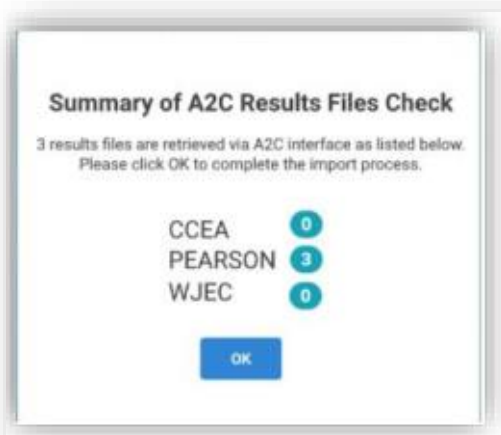 Summary of A2C Results Files Check
3 results files are retrieved via A2C interface as listed below.
Please click OK to complete the import process.
CCEA 0
PEARSON 3
WJEC 0
OK